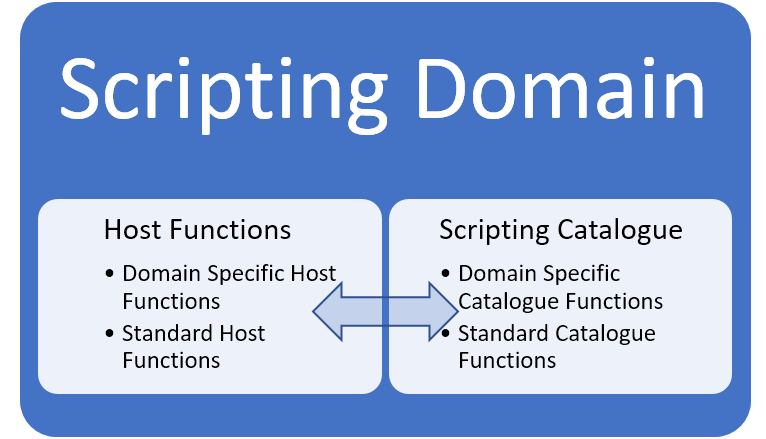 Scripting Domain
Host Functions
• Domain Specific Host
Functions
• Standard Host
Functions
Scripting Catalogue
• Domain Specific
Catalogue Functions
• Standard Catalogue
Functions